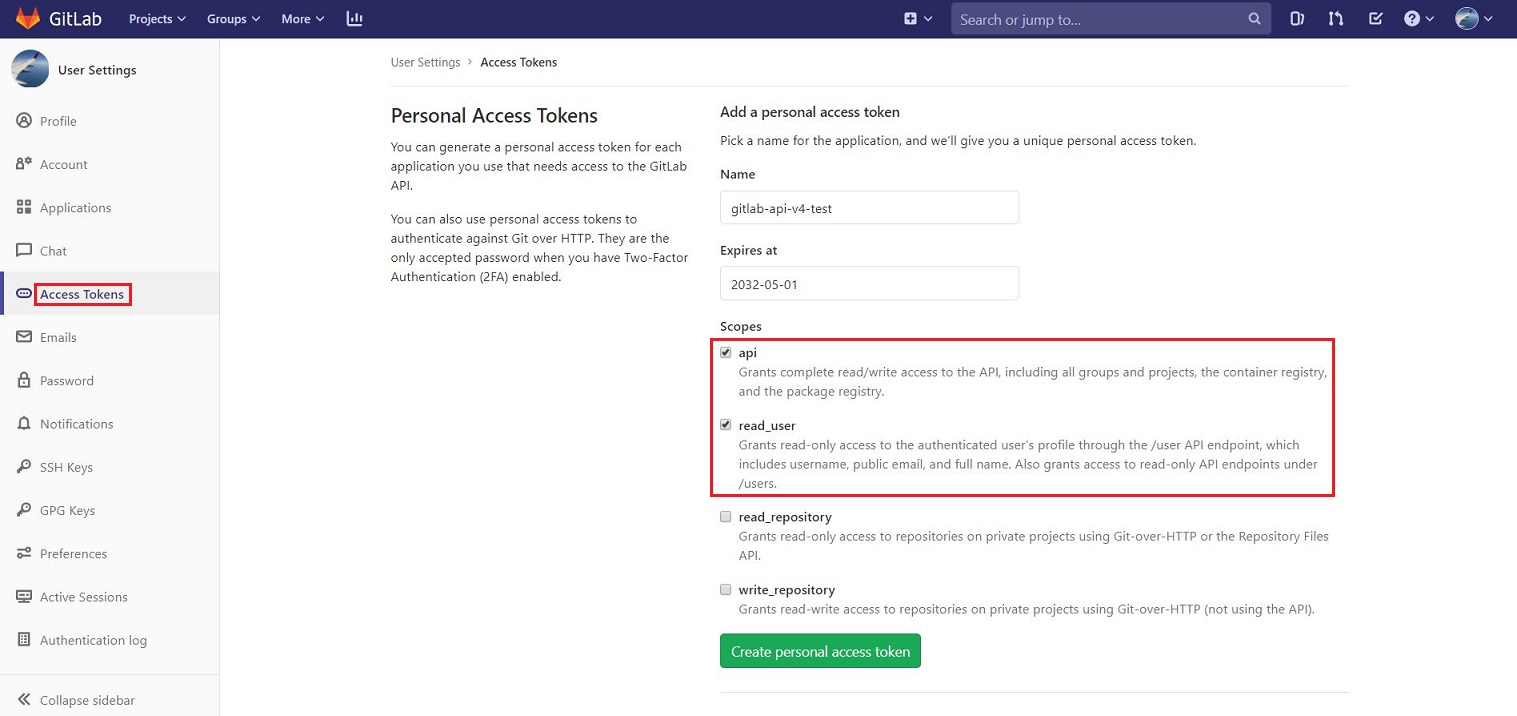 GitLab Projects Groups More Search or jump to...
User Settings
Profile
Account
Applications
Chat
Access Tokens
Emails
Password
Notifications
SSH Keys
GPG Keys
Preferences
Active Sessions
Authentication log
Collapse sidebar
User Settings > Access Tokens
Personal Access Tokens
You can generate a personal access token for each
application you use that needs access to the GitLab
API.
You can also use personal access tokens to
authenticate against Git over HTTP. They are the
only accepted password when you have Two-Factor
Authentication (2FA) enabled.
Add a personal access token
Pick a name for the application, and we'll give you a unique personal access token.
Name
gitlab-api-v4-test
Expires at
2032-05-01
Scopes
api
Grants complete read/write access to the API, including all groups and projects, the container registry,
and the package registry.
read_user
Grants read-only access to the authenticated user's profile through the /user API endpoint, which
includes username, public email, and full name. Also grants access to read-only API endpoints under
/users.
read_repository
Grants read-only access to repositories on private projects using Git-over-HTTP or the Repository Files
API.
write_repository
Grants read-write access to repositories on private projects using Git-over-HTTP (not using the API).
Create personal access token